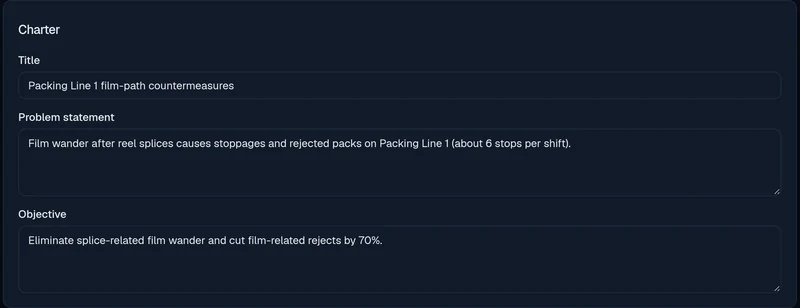 Charter
Title
Packing Line 1 film-path countermeasures
Problem statement
Film wander after reel splices causes stoppages and rejected packs on Packing Line 1 (about 6 stops per shift).
Objective
Eliminate splice-related film wander and cut film-related rejects by 70%.